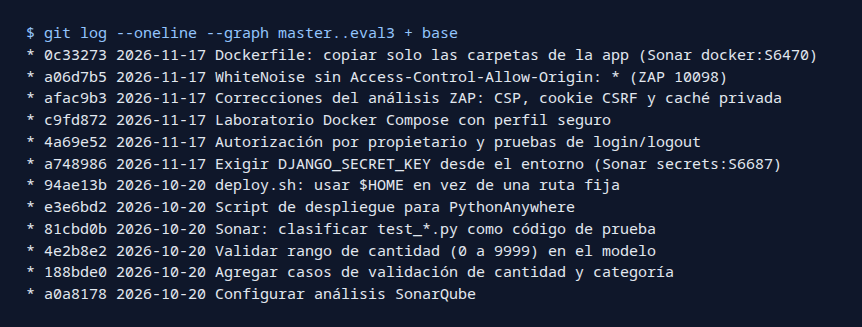 $ git log --oneline --graph master..eval3 + base
* 0c33273 2026-11-17 Dockerfile: copiar solo las carpetas de la app (Sonar docker:S6470)
* a06d7b5 2026-11-17 WhiteNoise sin Access-Control-Allow-Origin: * (ZAP 10098)
* afac9b3 2026-11-17 Correcciones del análisis ZAP: CSP, cookie CSRF y caché privada
* c9fd872 2026-11-17 Laboratorio Docker Compose con perfil seguro
* 4a69e52 2026-11-17 Autorización por propietario y pruebas de login/logout
* a748986 2026-11-17 Exigir DJANGO_SECRET_KEY desde el entorno (Sonar secrets:S6687)
* 94ae13b 2026-10-20 deploy.sh: usar $HOME en vez de una ruta fija
* e3e6bd2 2026-10-20 Script de despliegue para PythonAnywhere
* 81cbd0b 2026-10-20 Sonar: clasificar test_*.py como código de prueba
* 4e2b8e2 2026-10-20 Validar rango de cantidad (0 a 9999) en el modelo
* 188bde0 2026-10-20 Agregar casos de validación de cantidad y categoría
* a0a8178 2026-10-20 Configurar análisis SonarQube